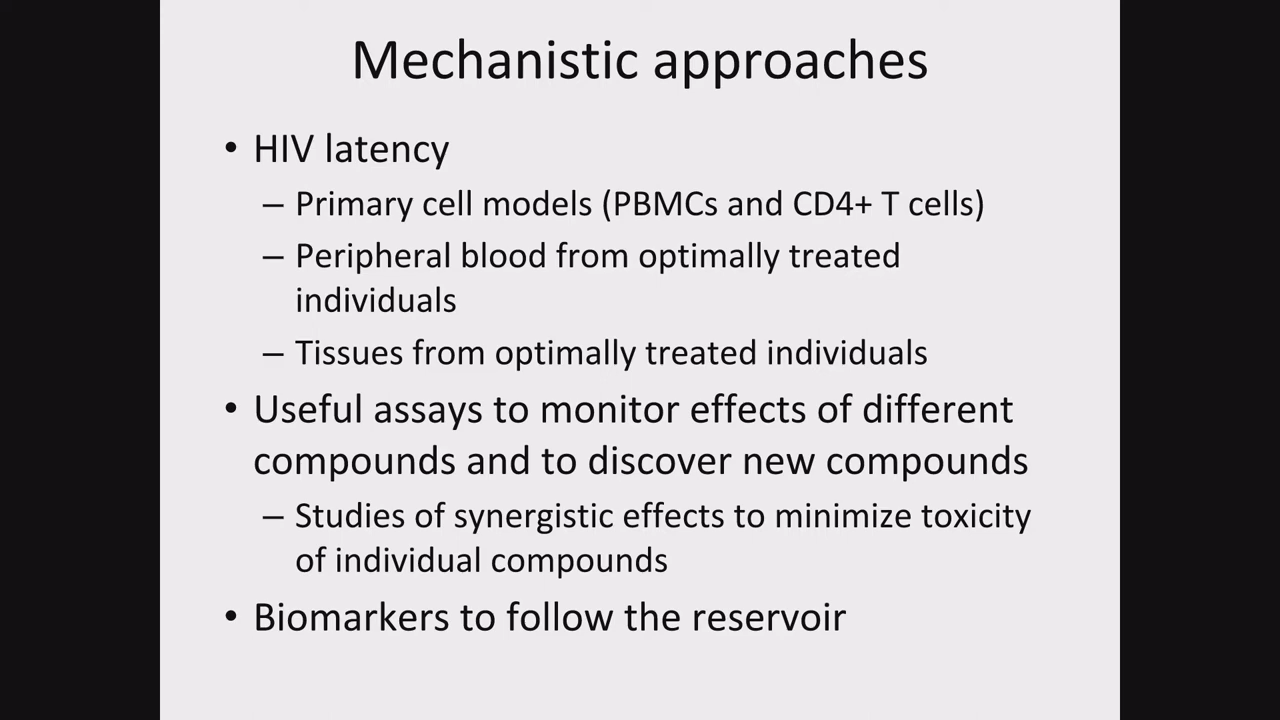 Mechanistic approaches
• HIV latency
– Primary cell models (PBMCs and CD4+ T cells)
– Peripheral blood from optimally treated
individuals
– Tissues from optimally treated individuals
• Useful assays to monitor effects of different
compounds and to discover new compounds
– Studies of synergistic effects to minimize toxicity
of individual compounds
• Biomarkers to follow the reservoir